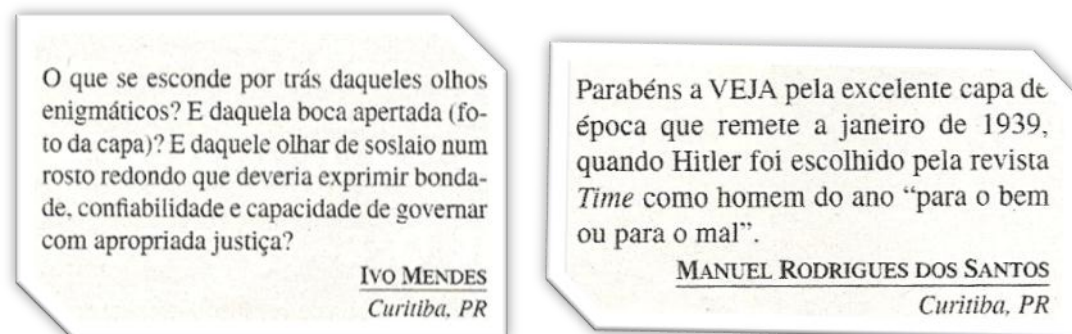 O que se esconde por trás daqueles olhos
enigmáticos? E daquela boca apertada (fo-
to da capa)? E daquele olhar de soslaio num
rosto redondo que deveria exprimir bonda-
de, confiabilidade e capacidade de governar
com apropriada justiça?
IVO MENDES
Curitiba, PR
Parabéns a VEJA pela excelente capa de
época que remete a janeiro de 1939,
quando Hitler foi escolhido pela revista
Time como homem do ano “para o bem
ou para o mal”.
MANUEL RODRIGUES DOS SANTOS
Curitiba, PR